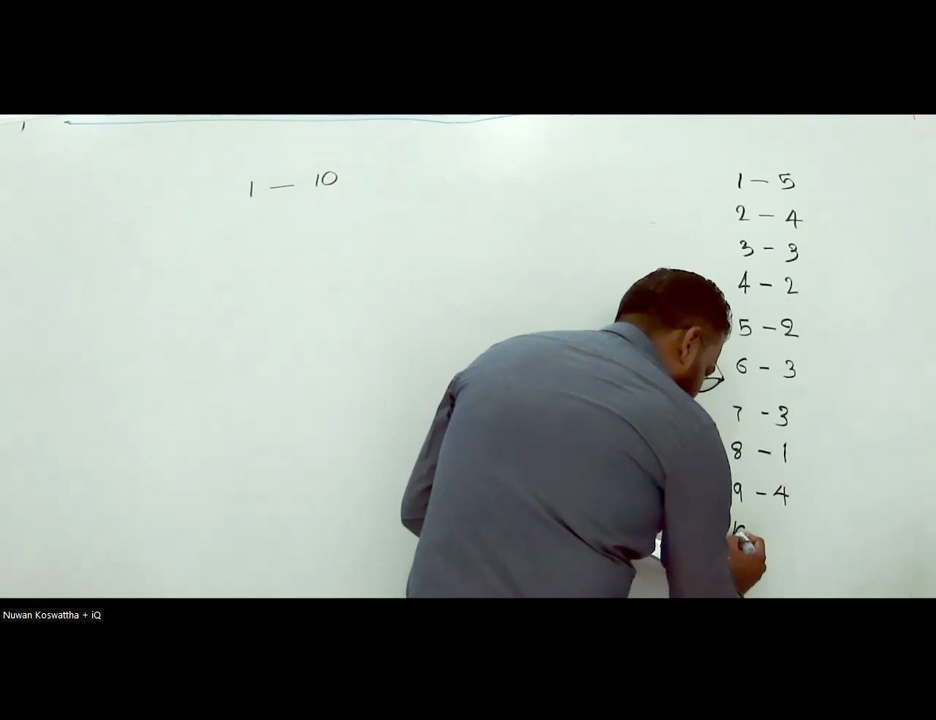 1 — 10
1 — 5
2 — 4
3 - 3
4 - 2
5 - 2
6 - 3
7 - 3
8 - 1
9 - 4
Nuwan Koswattha + iQ